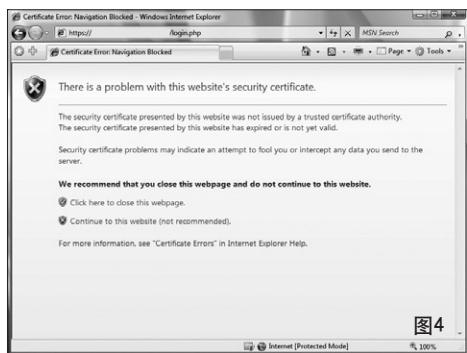 Certificate Error: Navigation Blocked - Windows Internet Explorer
https://
/login.php
MSN Search
Certificate Error: Navigation Blocked
Page
Tools
There is a problem with this website's security certificate.
The security certificate presented by this website was not issued by a trusted certificate authority.
The security certificate presented by this website has expired or is not yet valid.
Security certificate problems may indicate an attempt to fool you or intercept any data you send to the
server.
We recommend that you close this webpage and do not continue to this website.
Click here to close this webpage.
Continue to this website (not recommended).
For more information, see "Certificate Errors" in Internet Explorer Help.
图4
Internet [Protected Mode]
100%